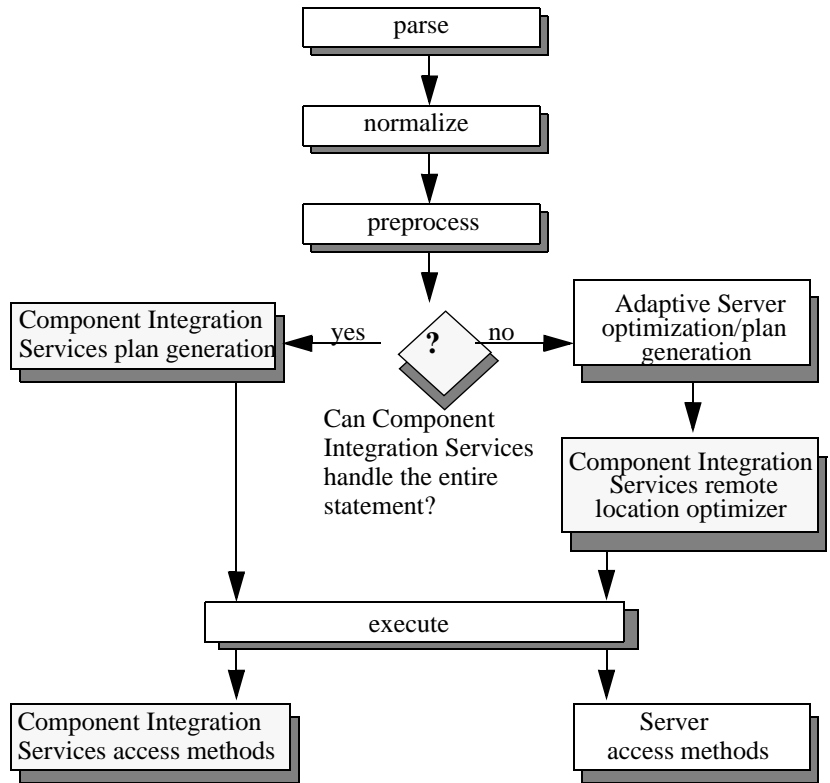 parse
normalize
preprocess
Component Integration
Services plan generation
yes
?
no
Adaptive Server
optimization/plan
generation
Can Component
Integration Services
handle the entire
statement?
Component Integration
Services remote
location optimizer
execute
Component Integration
Services access methods
Server
access methods